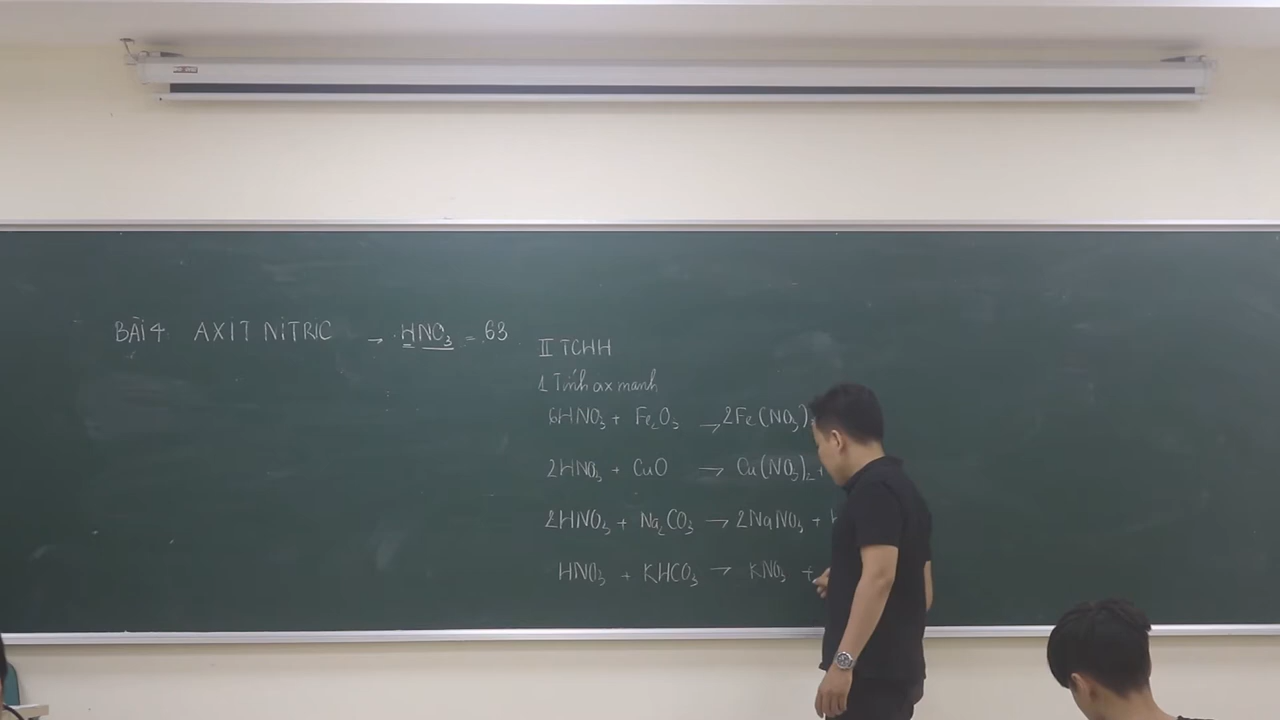 BÀI 4 AXIT NITRIC → HNO₃ = 63
II TCHH
1 Tính ax mạnh
6HNO₃ + Fe₂O₃ → 2Fe(NO₃)₃
2HNO₃ + CuO → Cu(NO₃)₂ +
2HNO₃ + Na₂CO₃ → 2NaNO₃ +
HNO₃ + KHCO₃ → KNO₃ +